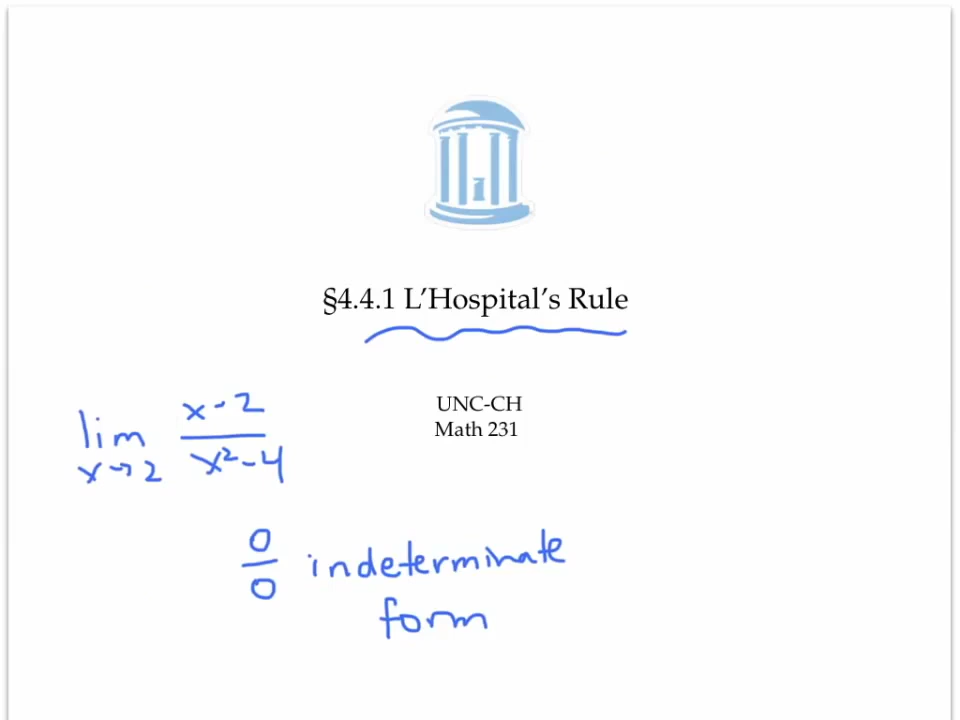 §4.4.1 L’Hospital’s Rule
UNC-CH
Math 231
lim x-2
x→2 x²-4
0
0 indeterminate
form